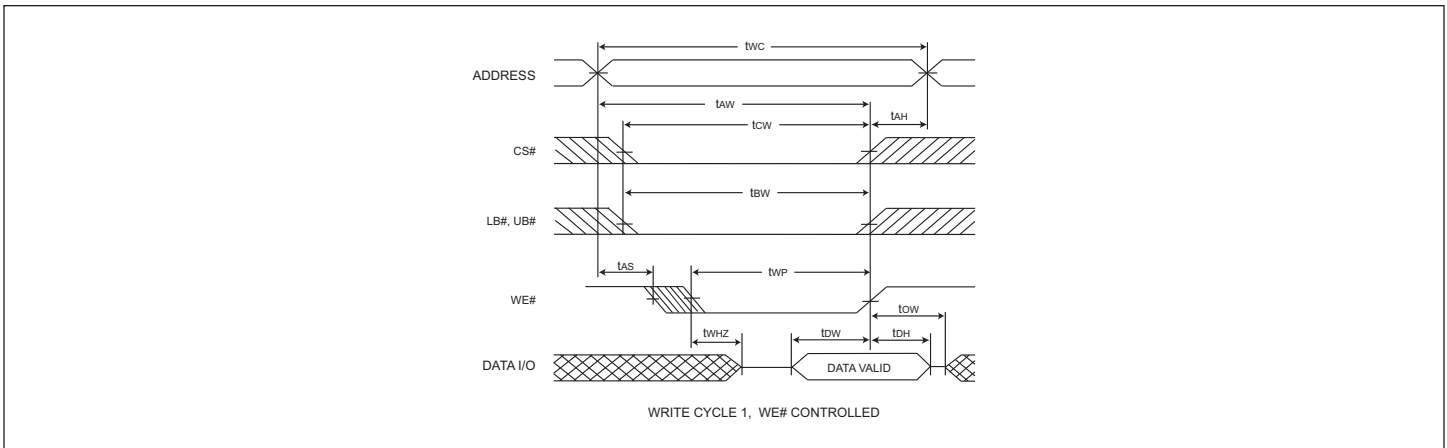 tWC
ADDRESS
tAW
tAH
tCW
CS#
tBW
LB#, UB#
tAS
tWP
WE#
tOW
tWHZ
tDW
tDH
DATA I/O
DATA VALID
WRITE CYCLE 1, WE# CONTROLLED